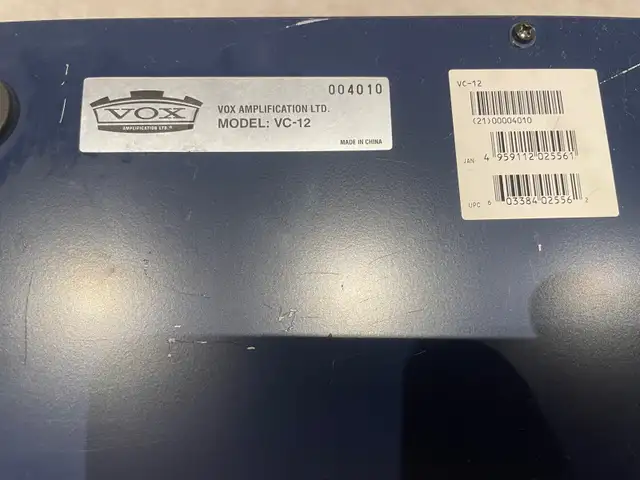 004010
VOX
AMPLIFICATION LTD.
VOX AMPLIFICATION LTD.
MODEL: VC-12
MADE IN CHINA
VC-12
(21)00004010
JAN 4 959112 025561
UPC 6 03384 02556 2